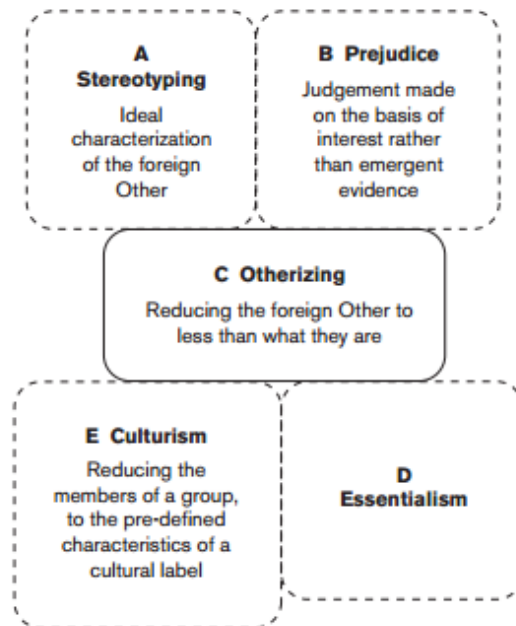 A
Stereotyping
Ideal
characterization
of the foreign
Other
B Prejudice
Judgement made
on the basis of
interest rather
than emergent
evidence
C Otherizing
Reducing the foreign Other to
less than what they are
E Culturism
Reducing the
members of a group,
to the pre-defined
characteristics of a
cultural label
D
Essentialism